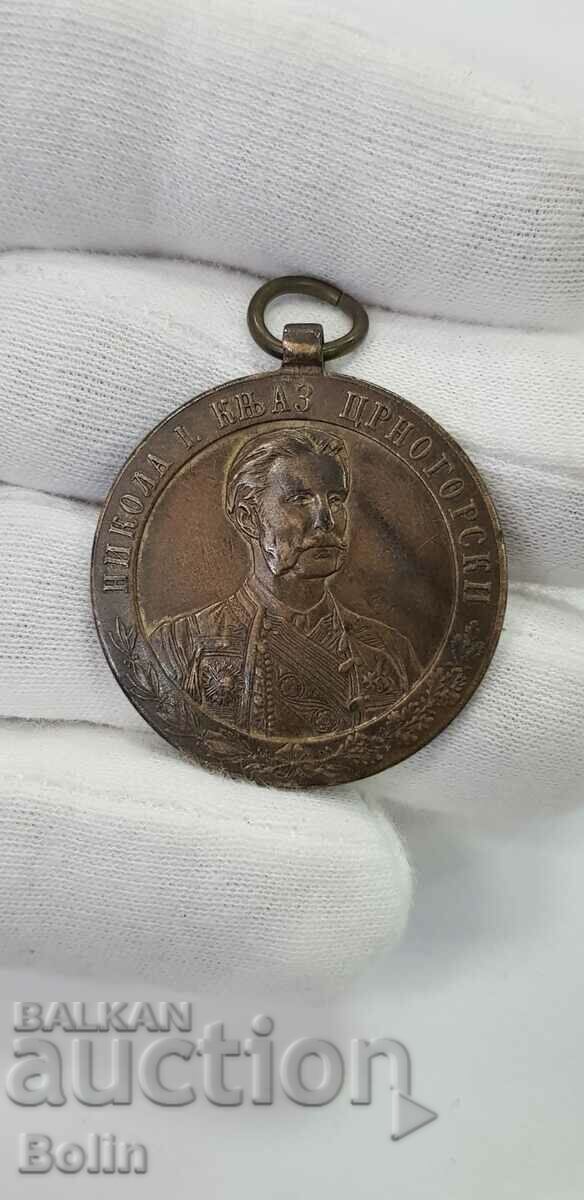 НИКОЛА I. КЊАЗ ЦРНОГОРСКИ
BALKAN
auction
Bolin